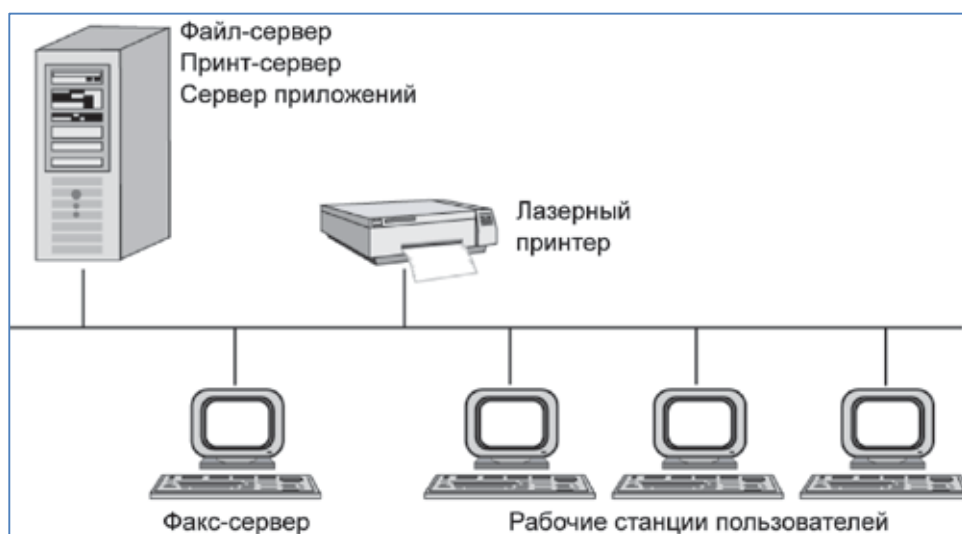 Файл-сервер
Принт-сервер
Сервер приложений
Лазерный
принтер
Факс-сервер
Рабочие станции пользователей